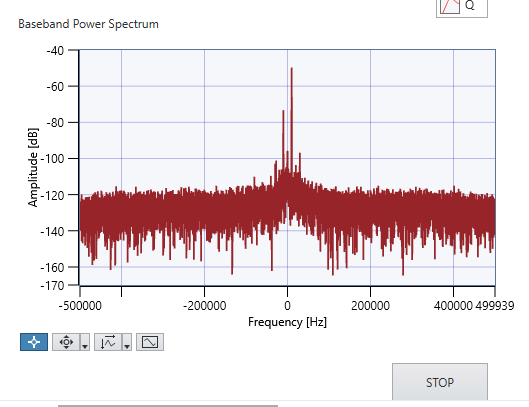 Q
Baseband Power Spectrum
-40
-60
-80
-100
-120
-140
-160
-170
Amplitude [dB]
-500000 -200000 0 200000 400000 499939
Frequency [Hz]
STOP